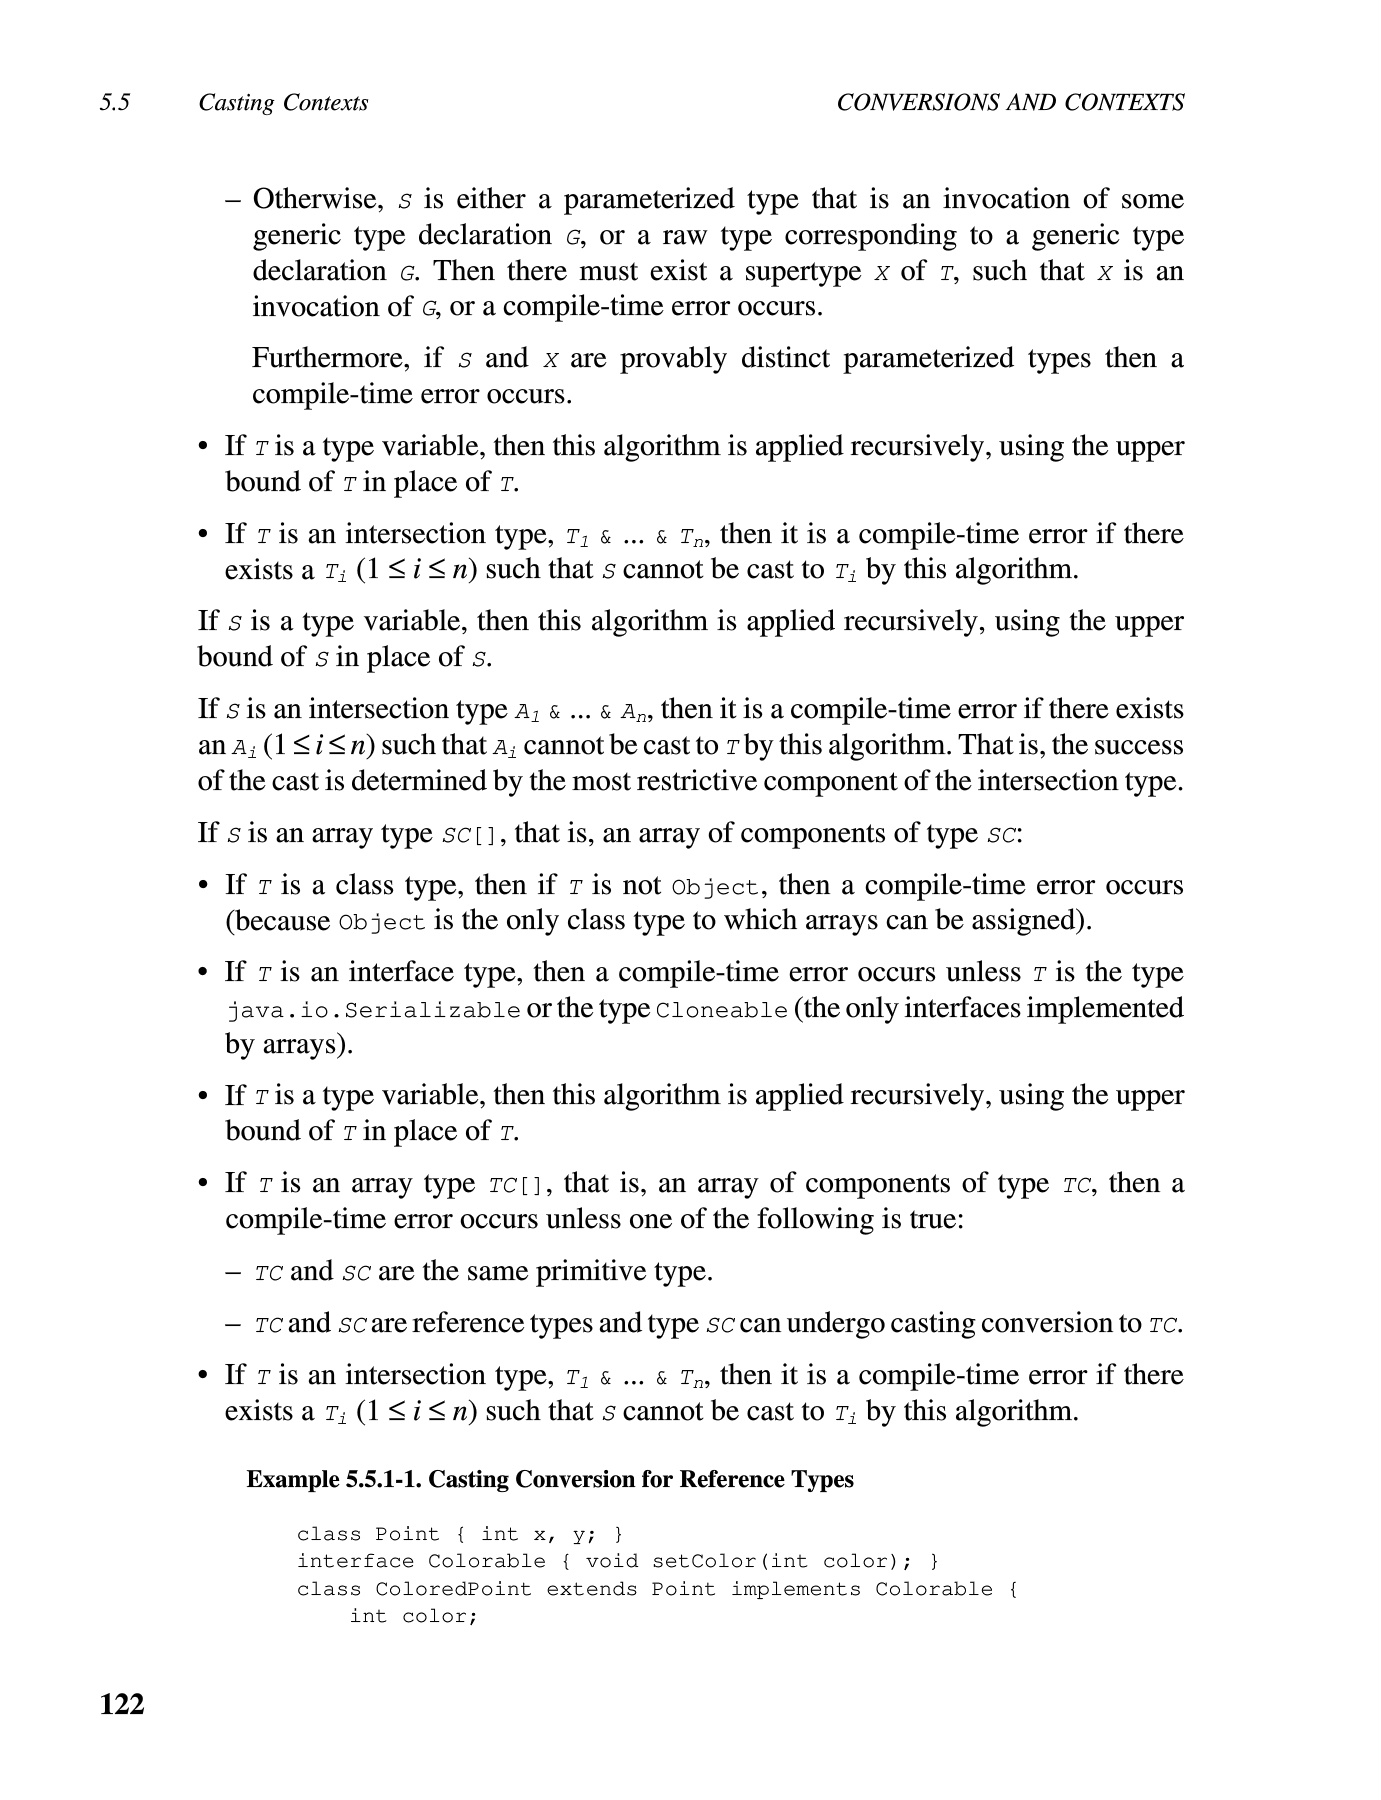 5.5 Casting Contexts CONVERSIONS AND CONTEXTS
– Otherwise, S is either a parameterized type that is an invocation of some
generic type declaration G, or a raw type corresponding to a generic type
declaration G. Then there must exist a supertype X of T, such that X is an
invocation of G, or a compile-time error occurs.
Furthermore, if S and X are provably distinct parameterized types then a
compile-time error occurs.
• If T is a type variable, then this algorithm is applied recursively, using the upper
bound of T in place of T.
• If T is an intersection type, T1 & ... & Tn, then it is a compile-time error if there
exists a Ti (1 ≤ i ≤ n) such that S cannot be cast to Ti by this algorithm.
If S is a type variable, then this algorithm is applied recursively, using the upper
bound of S in place of S.
If S is an intersection type A1 & ... & An, then it is a compile-time error if there exists
an Ai (1 ≤ i ≤ n) such that Ai cannot be cast to T by this algorithm. That is, the success
of the cast is determined by the most restrictive component of the intersection type.
If S is an array type SC[], that is, an array of components of type SC:
• If T is a class type, then if T is not Object, then a compile-time error occurs
(because Object is the only class type to which arrays can be assigned).
• If T is an interface type, then a compile-time error occurs unless T is the type
java.io.Serializable or the type Cloneable (the only interfaces implemented
by arrays).
• If T is a type variable, then this algorithm is applied recursively, using the upper
bound of T in place of T.
• If T is an array type TC[], that is, an array of components of type TC, then a
compile-time error occurs unless one of the following is true:
– TC and SC are the same primitive type.
– TC and SC are reference types and type SC can undergo casting conversion to TC.
• If T is an intersection type, T1 & ... & Tn, then it is a compile-time error if there
exists a Ti (1 ≤ i ≤ n) such that S cannot be cast to Ti by this algorithm.
Example 5.5.1-1. Casting Conversion for Reference Types
class Point { int x, y; }
interface Colorable { void setColor(int color); }
class ColoredPoint extends Point implements Colorable {
    int color;
122